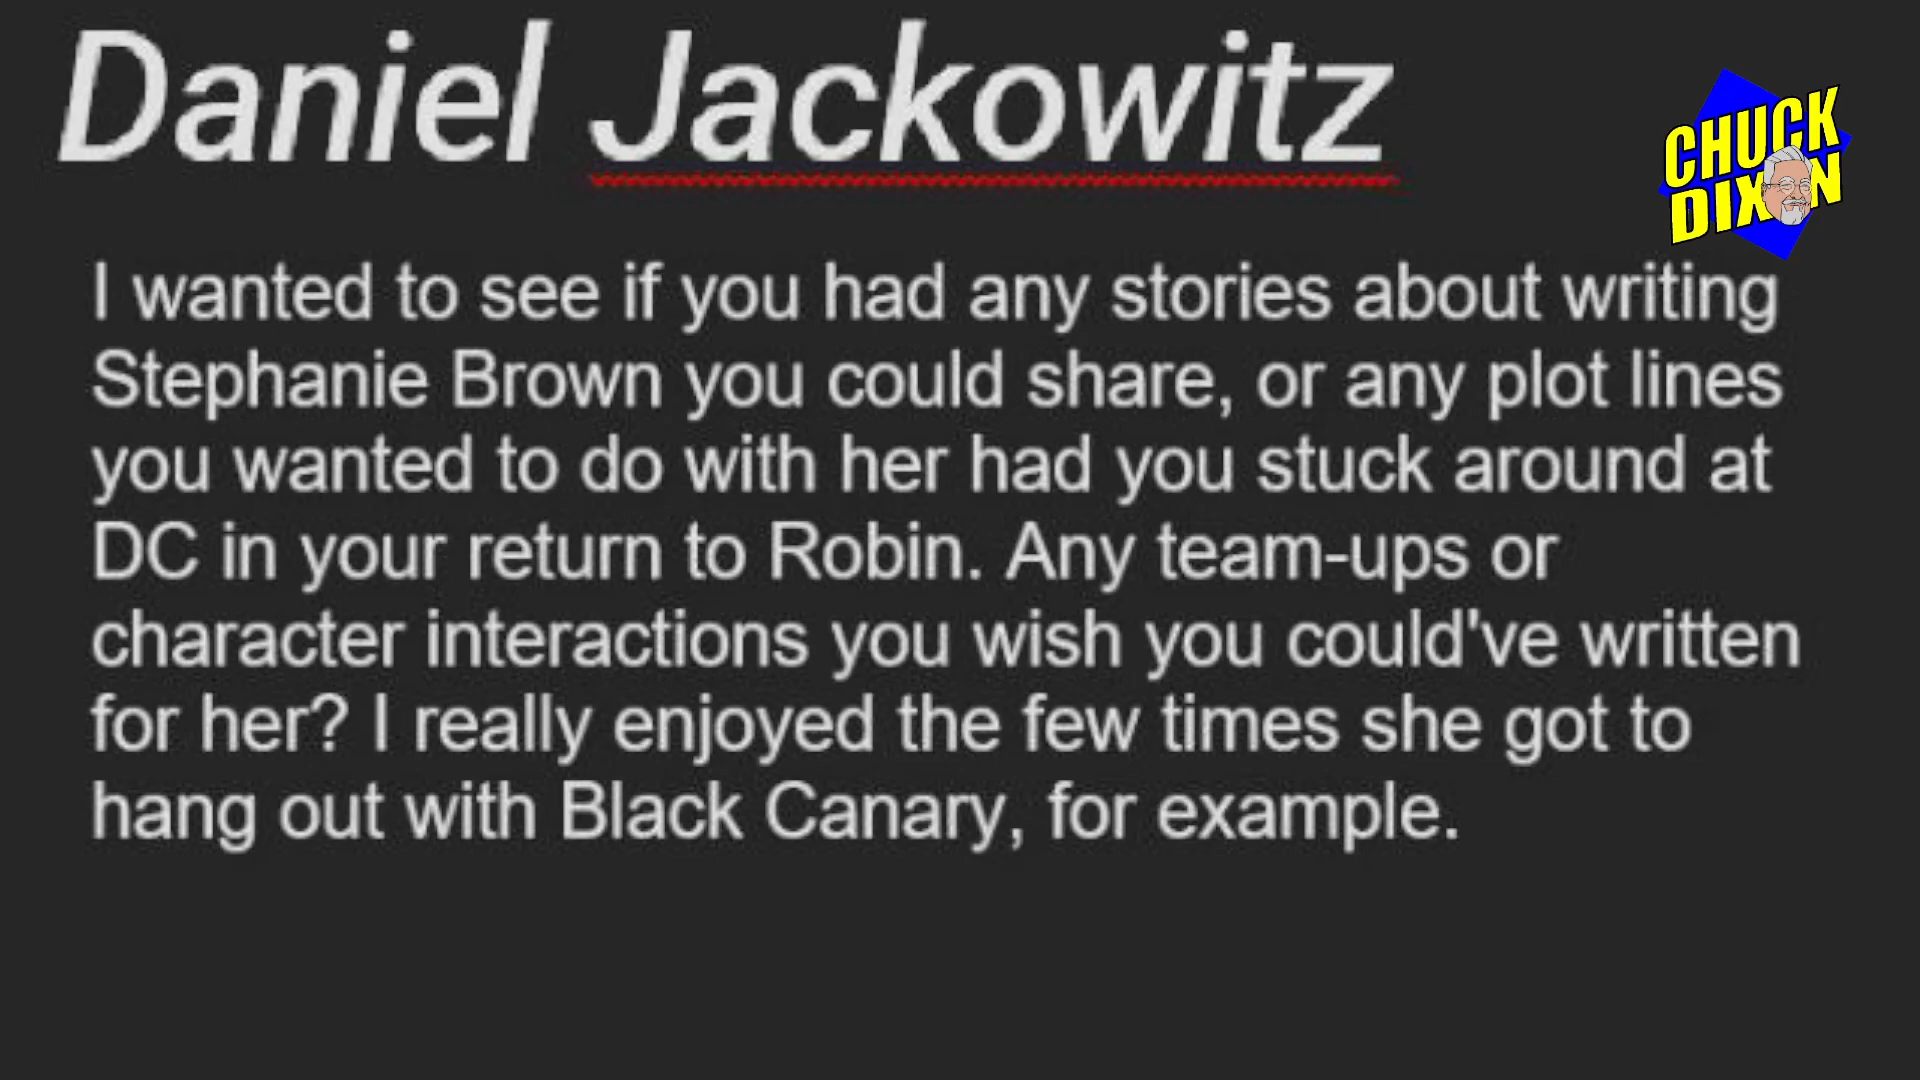 Daniel Jackowitz
CHUCK
DIXON
I wanted to see if you had any stories about writing
Stephanie Brown you could share, or any plot lines
you wanted to do with her had you stuck around at
DC in your return to Robin. Any team-ups or
character interactions you wish you could've written
for her? I really enjoyed the few times she got to
hang out with Black Canary, for example.